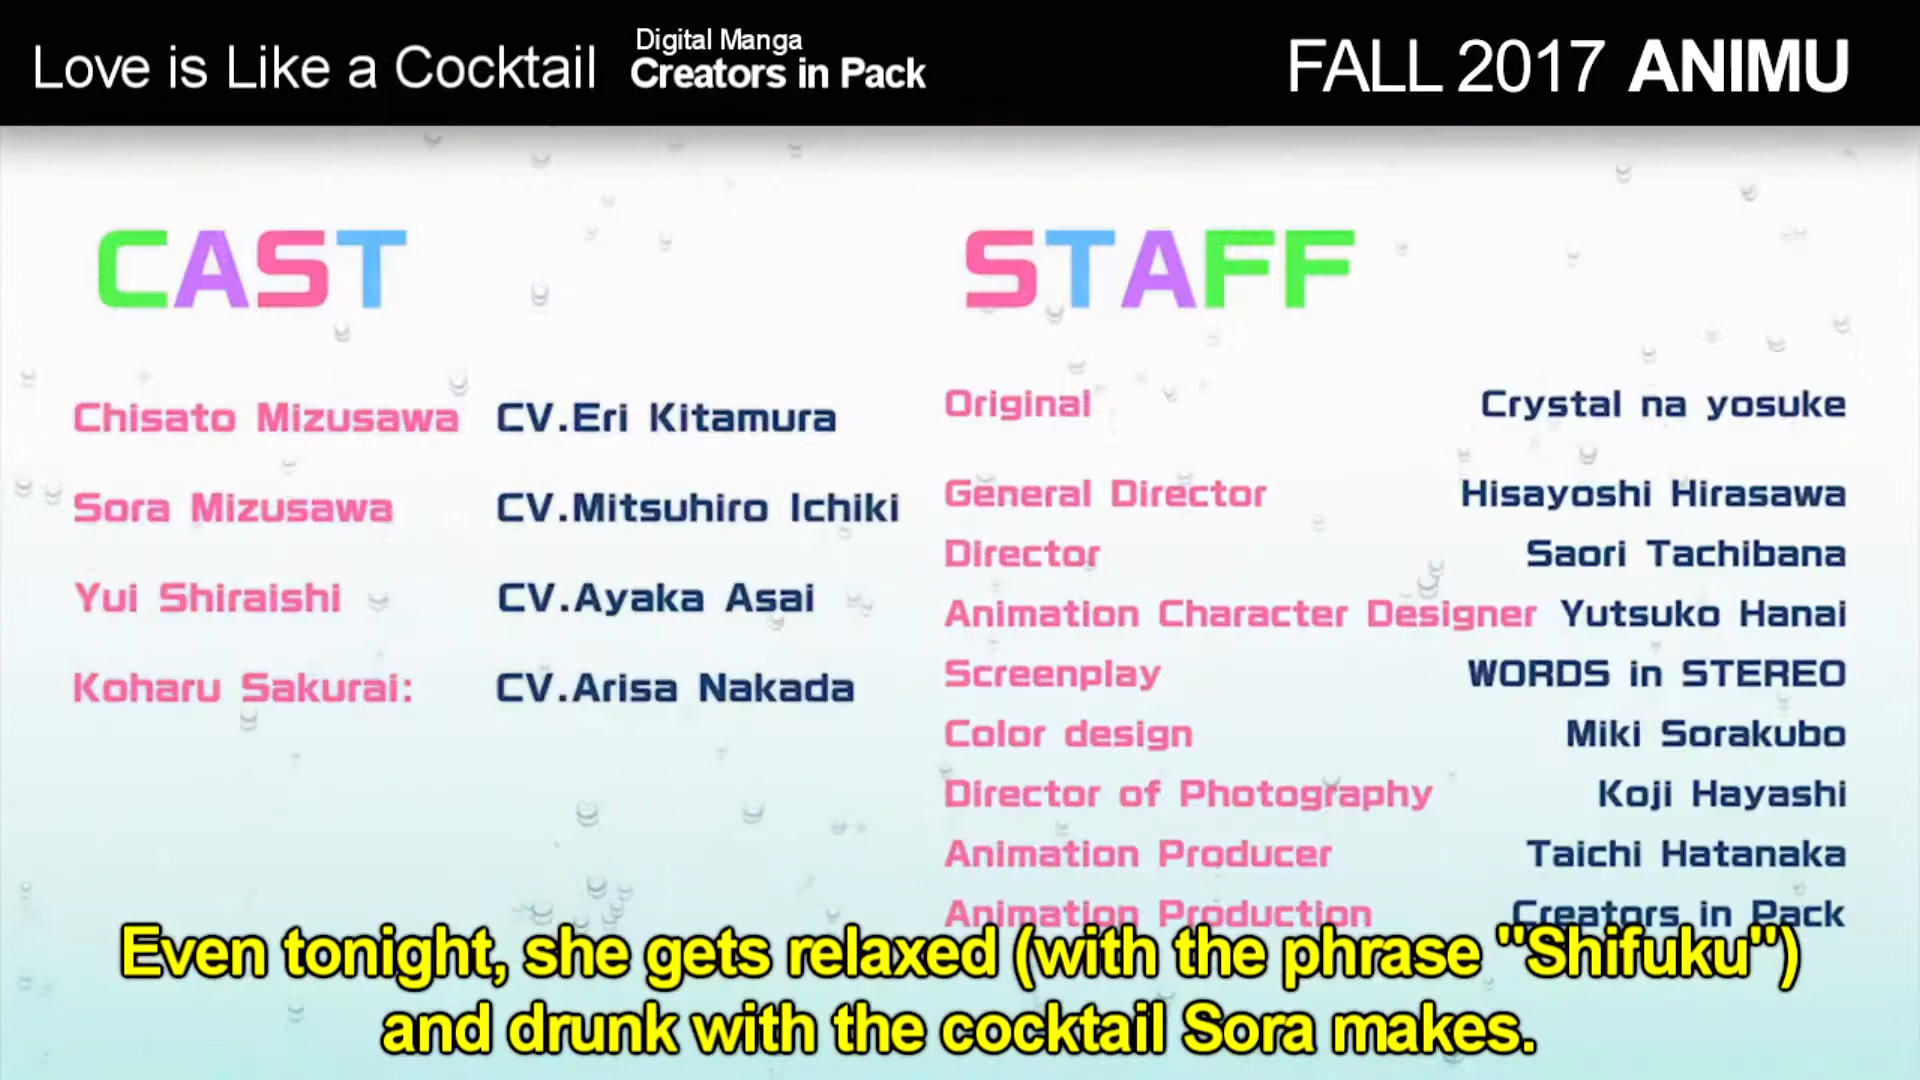 Love is Like a Cocktail
Digital Manga
Creators in Pack
FALL 2017 ANIMU
CAST
Chisato Mizusawa CV.Eri Kitamura
Sora Mizusawa CV.Mitsuhiro Ichiki
Yui Shiraishi CV.Ayaka Asai
Koharu Sakurai: CV.Arisa Nakada
STAFF
Original Crystal na yosuke
General Director Hisayoshi Hirasawa
Director Saori Tachibana
Animation Character Designer Yutsuko Hanai
Screenplay WORDS in STEREO
Color design Miki Sorakubo
Director of Photography Koji Hayashi
Animation Producer Taichi Hatanaka
Animation Production Creators in Pack
Even tonight, she gets relaxed (with the phrase "Shifuku")
and drunk with the cocktail Sora makes.